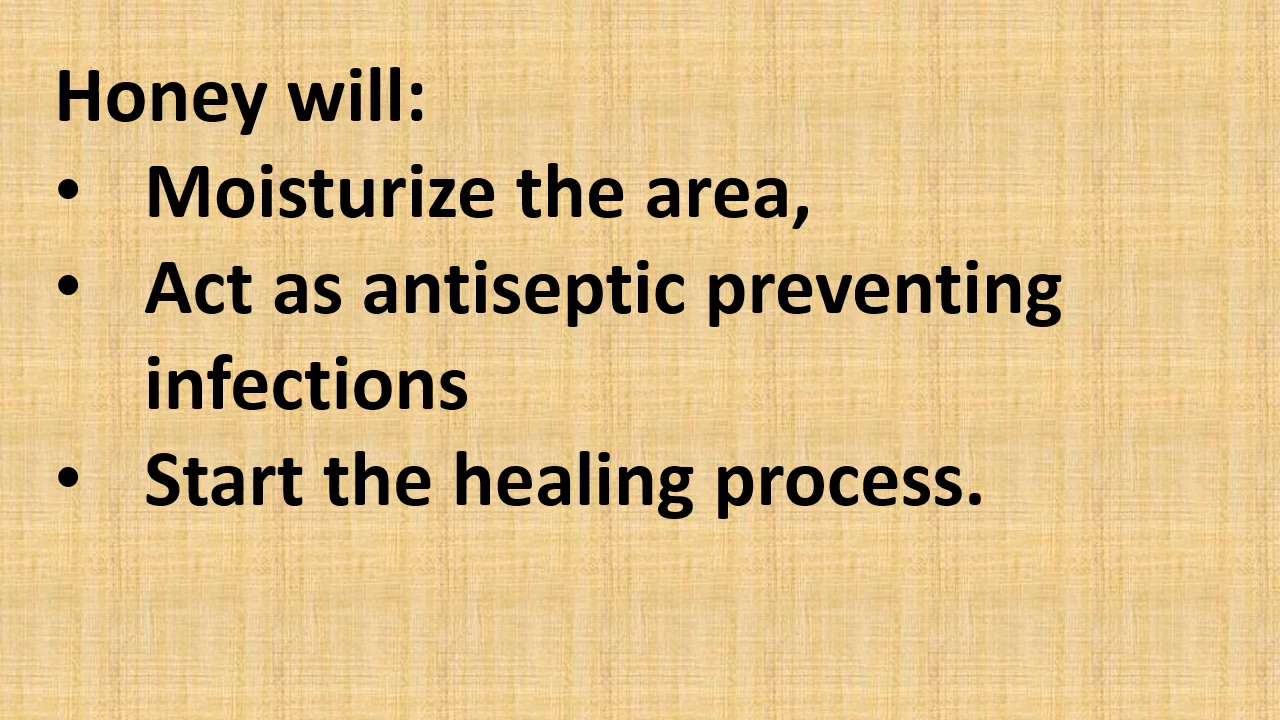 Honey will:
• Moisturize the area,
• Act as antiseptic preventing
infections
• Start the healing process.